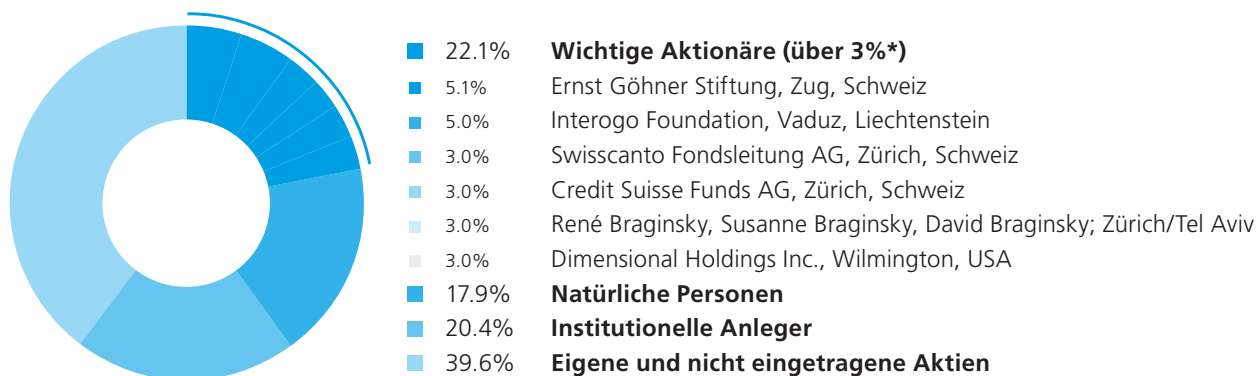 22.1% Wichtige Aktionäre (über 3%*)
5.1% Ernst Göhner Stiftung, Zug, Schweiz
5.0% Interogo Foundation, Vaduz, Liechtenstein
3.0% Swisscanto Fondsleitung AG, Zürich, Schweiz
3.0% Credit Suisse Funds AG, Zürich, Schweiz
3.0% René Braginsky, Susanne Braginsky, David Braginsky; Zürich/Tel Aviv
3.0% Dimensional Holdings Inc., Wilmington, USA
17.9% Natürliche Personen
20.4% Institutionelle Anleger
39.6% Eigene und nicht eingetragene Aktien